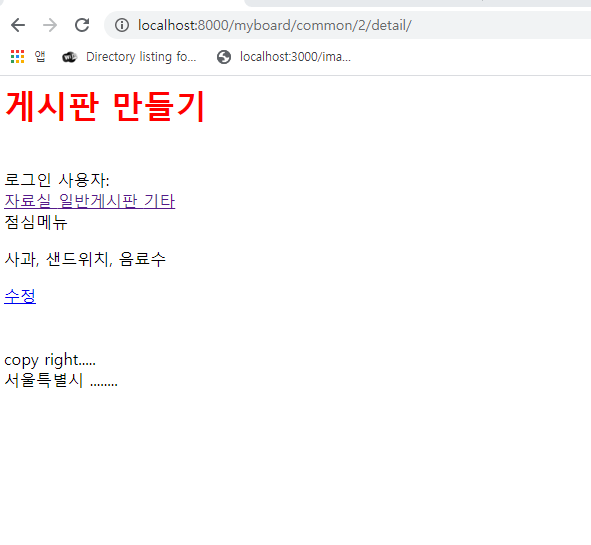 localhost:8000/myboard/common/2/detail/
앱 Directory listing fo... localhost:3000/ima...
게시판 만들기
로그인 사용자:
자료실 일반게시판 기타
점심메뉴
사과, 샌드위치, 음료수
수정
copy right.....
서울특별시 ........